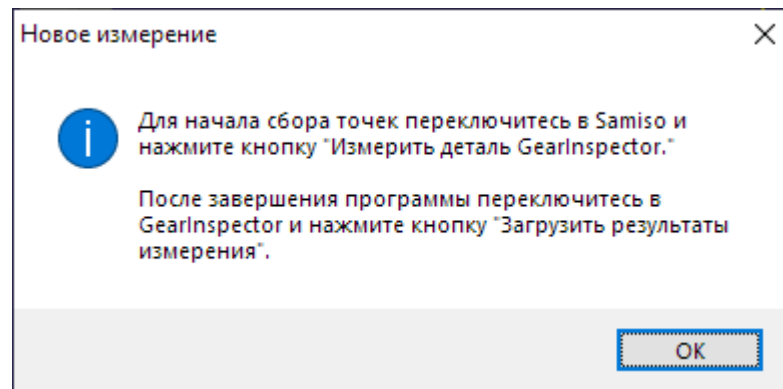 Новое измерение
Для начала сбора точек переключитесь в Samiso и
нажмите кнопку "Измерить деталь GearInspector."
После завершения программы переключитесь в
GearInspector и нажмите кнопку "Загрузить результаты
измерения".
OK